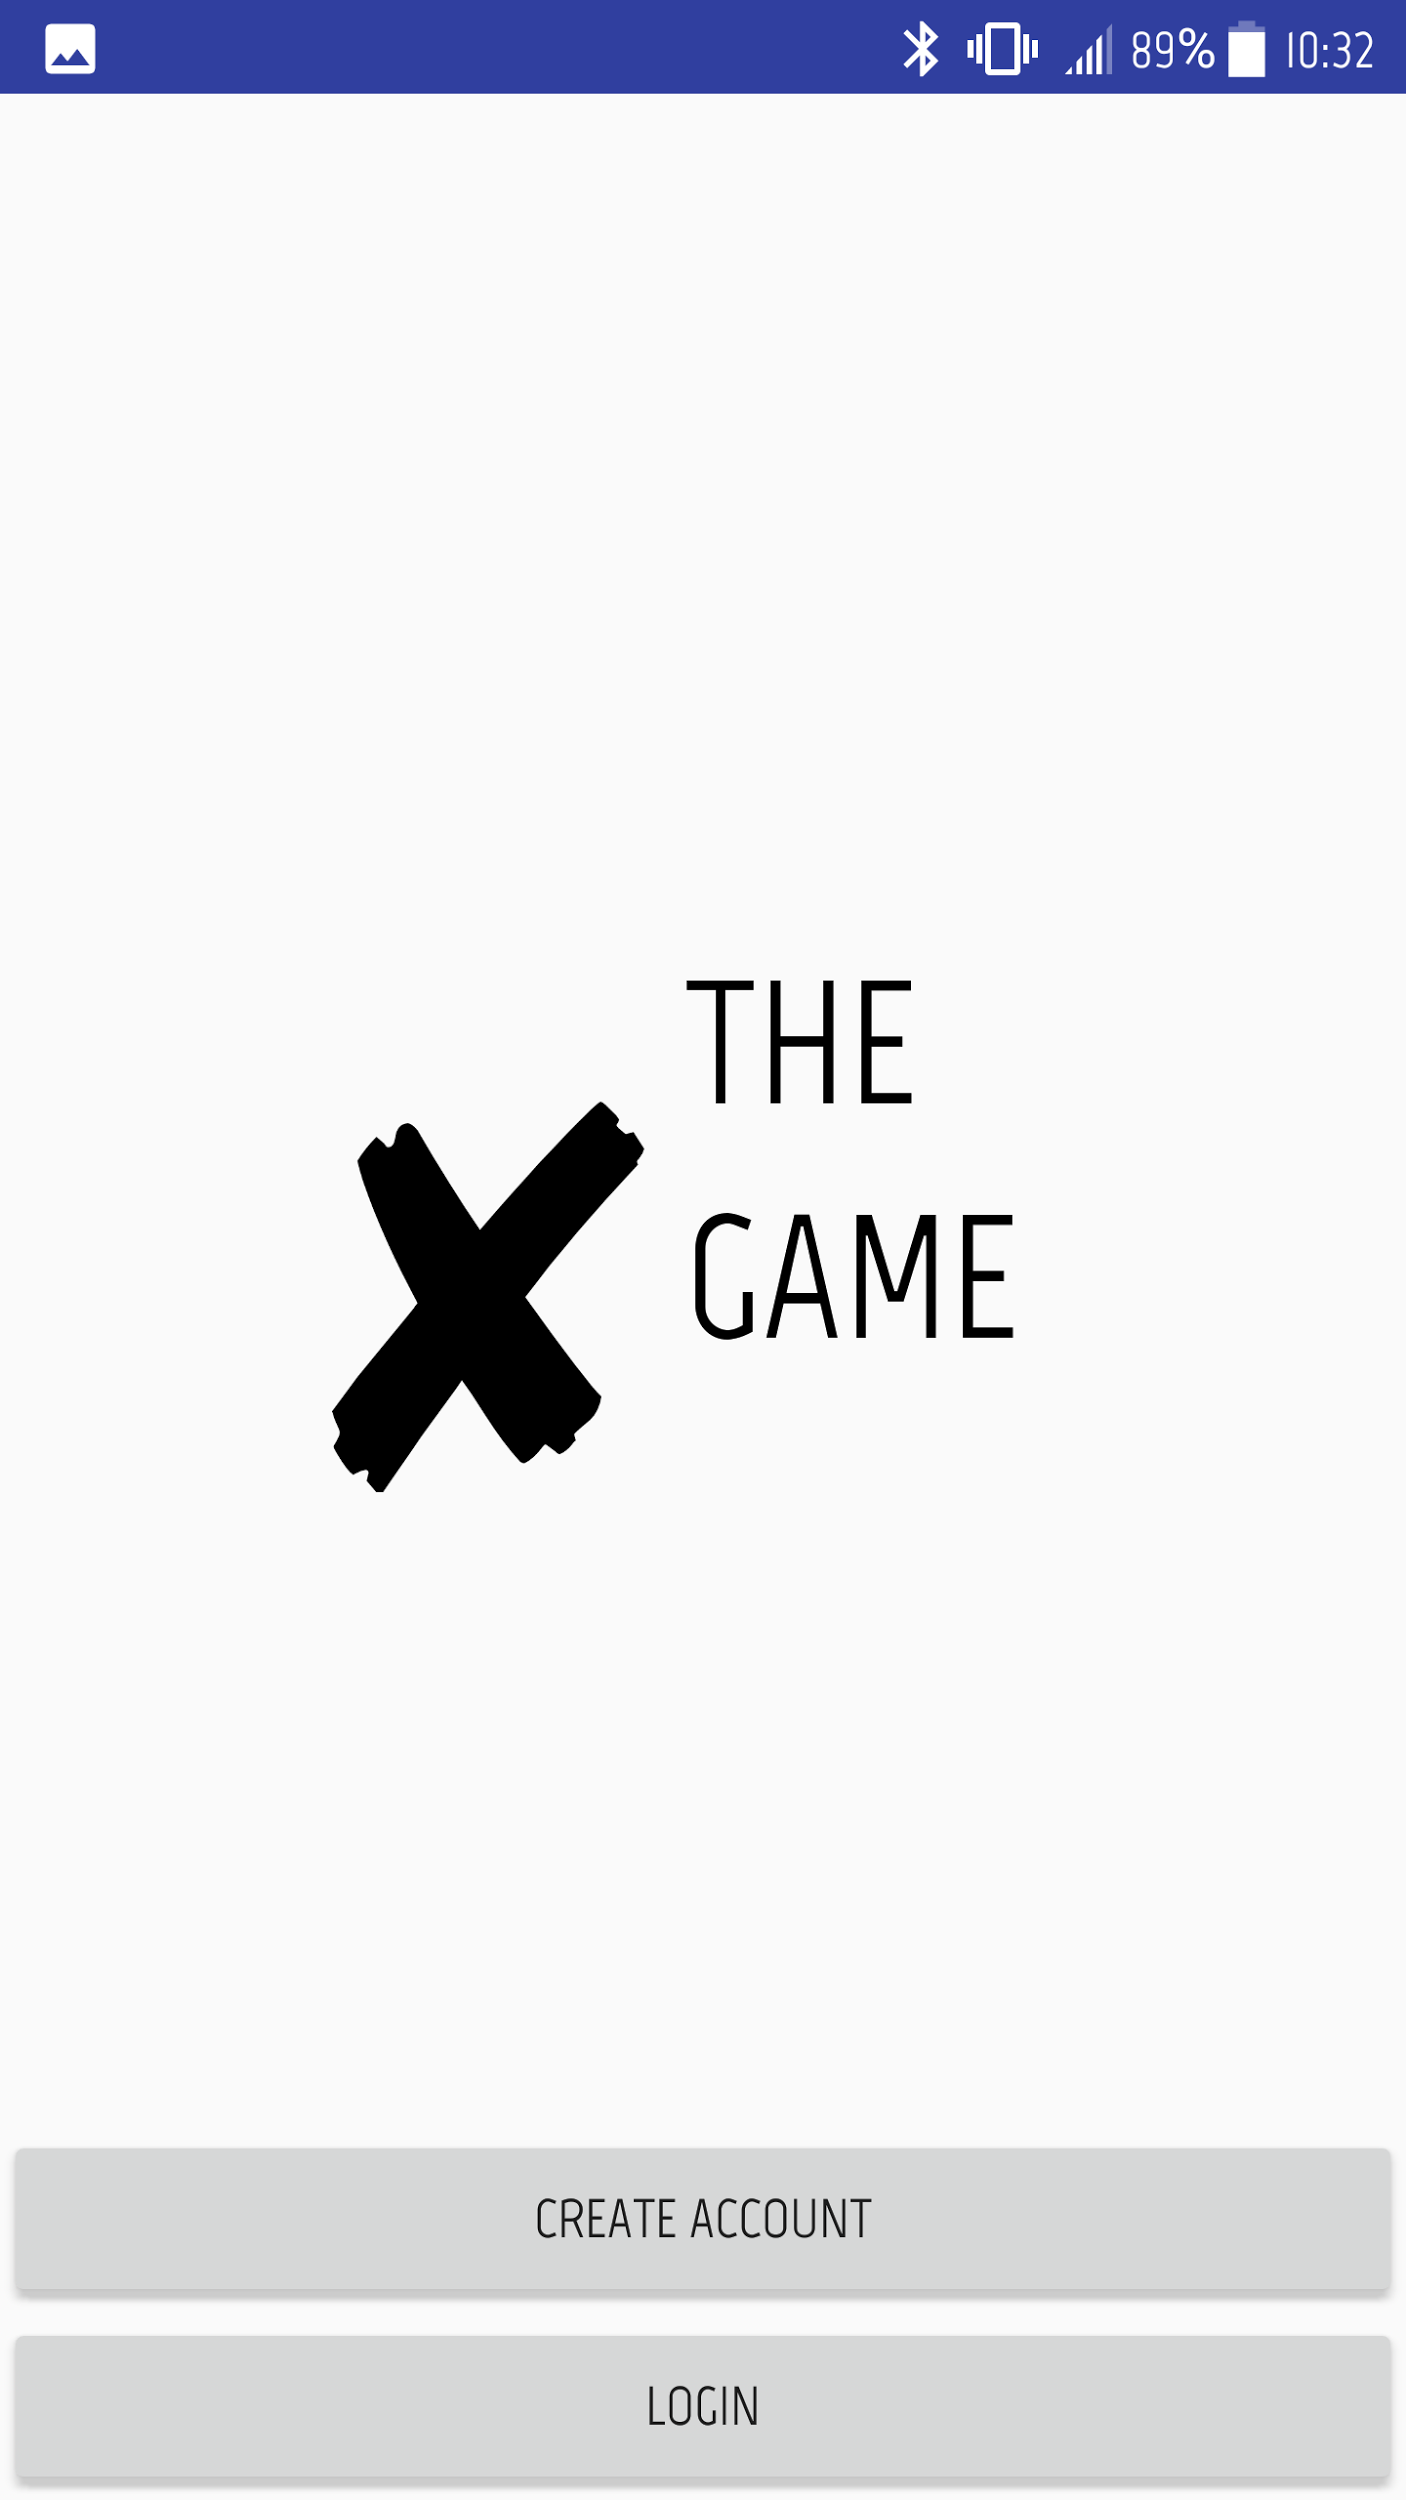 89% 10:32
THE
X
GAME
CREATE ACCOUNT
LOGIN